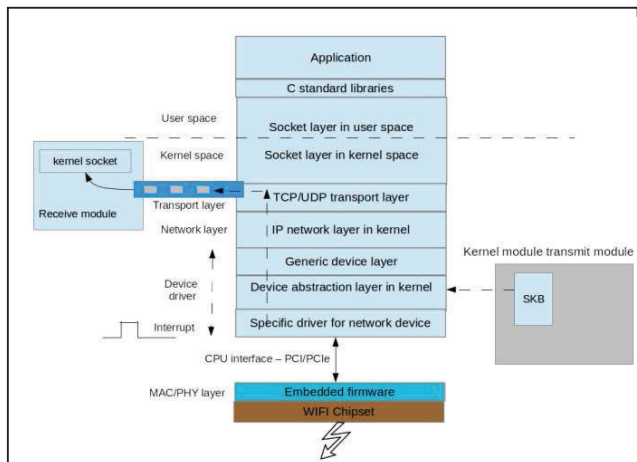 Application
C standard libraries
User space
Socket layer in user space
Kernel space
Socket layer in kernel space
kernel socket
Receive module
Transport layer
TCP/UDP transport layer
Network layer
IP network layer in kernel
Generic device layer
Kernel module transmit module
Device
driver
Device abstraction layer in kernel
SKB
Interrupt
Specific driver for network device
CPU interface – PCI/PCIe
MAC/PHY layer
Embedded firmware
WIFI Chipset